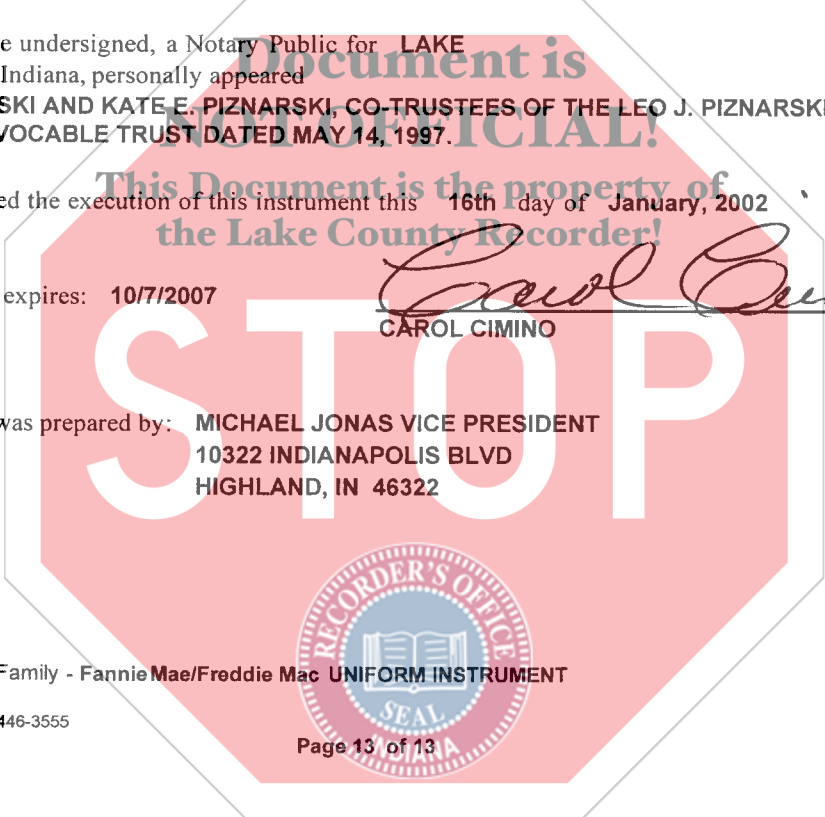 e undersigned, a Notary Public for LAKE
Document is
Indiana, personally appeared
SKI AND KATE E. PIZNARSKI, CO-TRUSTEES OF THE LEO J. PIZNARSKI
NOT OFFICIAL!
VOCABLE TRUST DATED MAY 14, 1997.
This Document is the property of
ed the execution of this instrument this 16th day of January, 2002
the Lake County Recorder!
Carol
expires: 10/7/2007
CAROL CIMINO
STOP
was prepared by: MICHAEL JONAS VICE PRESIDENT
10322 INDIANAPOLIS BLVD
HIGHLAND, IN 46322
RECORDER'S OFFICE
Family - Fannie Mae/Freddie Mac UNIFORM INSTRUMENT
SEAL
446-3555
INDIANA
Page 13 of 13